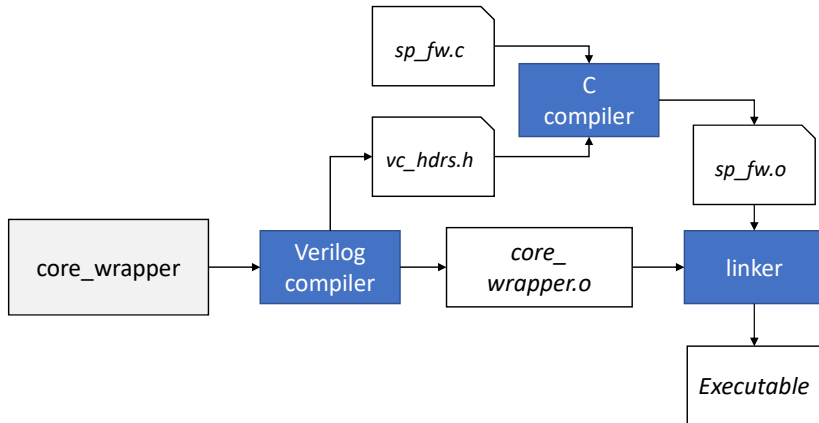 sp_fw.c
C
compiler
vc_hdrs.h
sp_fw.o
core_wrapper
Verilog
compiler
core_
wrapper.o
linker
Executable